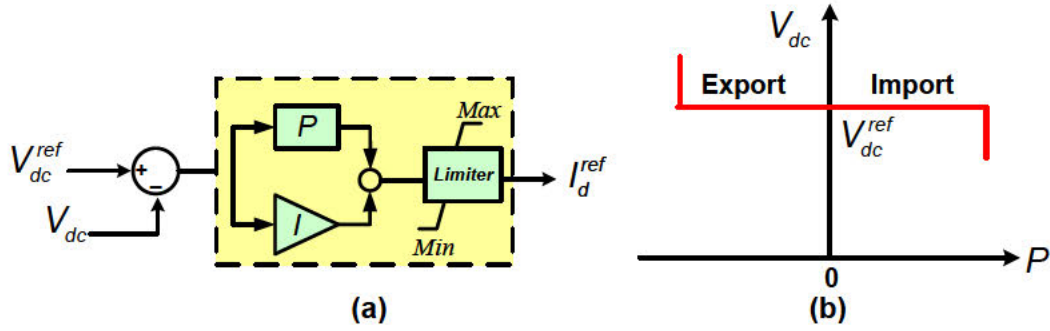 V_dc^ref
+
−
V_dc
P
I
Max
Limiter
Min
I_d^ref
(a)
V_dc
Export
Import
V_dc^ref
0
P
(b)